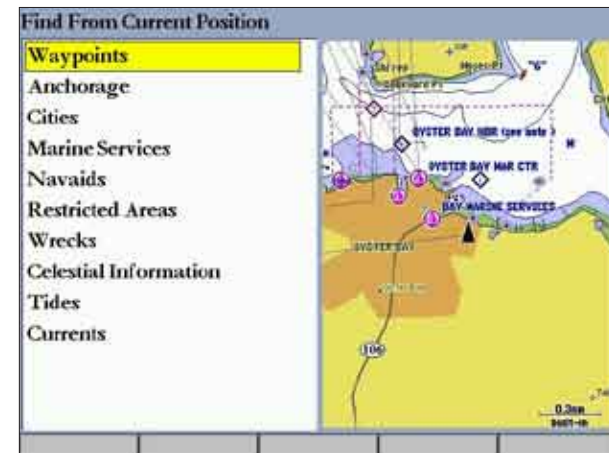 Find From Current Position
Waypoints
Anchorage
Cities
Marine Services
Navaids
Restricted Areas
Wrecks
Celestial Information
Tides
Currents
"6"
OYSTER BAY HBR (see note )
OYSTER BAY MAR CTR
BAY MARINE SERVICES
OYSTER BAY
106
0.3nm